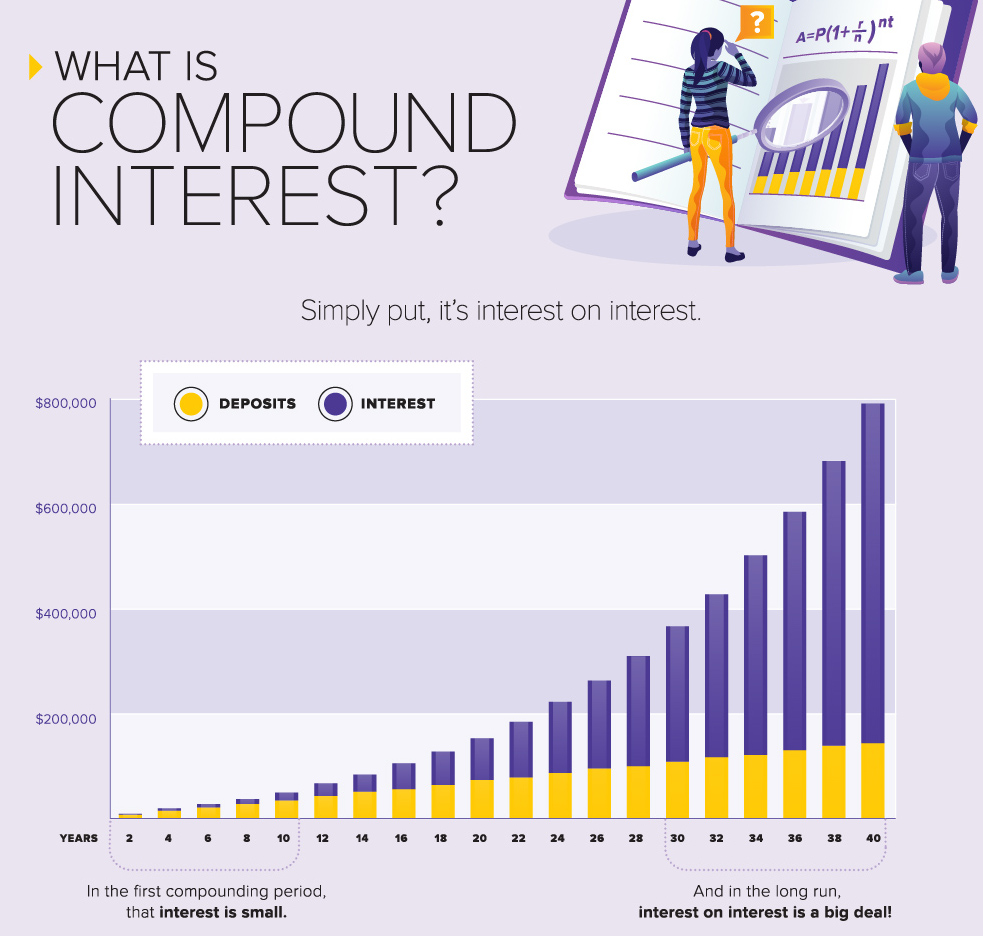 WHAT IS
COMPOUND
INTEREST?
?
A=P(1+r/n)^nt
Simply put, it's interest on interest.
DEPOSITS INTEREST
$800,000
$600,000
$400,000
$200,000
YEARS 2 4 6 8 10 12 14 16 18 20 22 24 26 28 30 32 34 36 38 40
In the first compounding period,
that interest is small.
And in the long run,
interest on interest is a big deal!